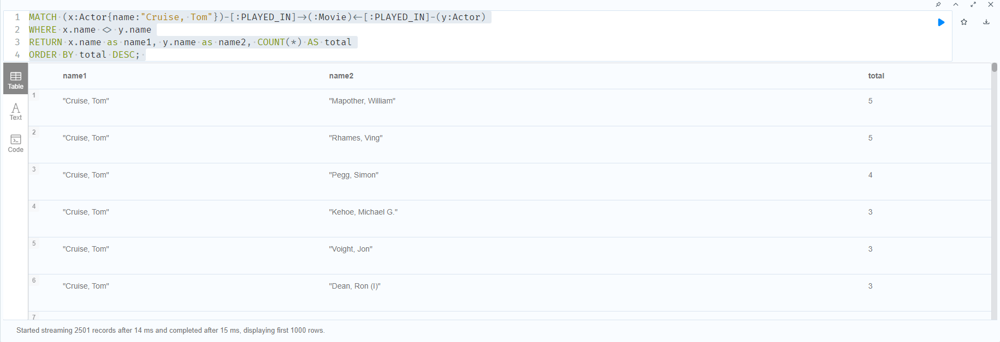 1 MATCH (x:Actor{name:"Cruise, Tom"})-[:PLAYED_IN]->(:Movie)<-[:PLAYED_IN]-(y:Actor)
2 WHERE x.name <> y.name
3 RETURN x.name as name1, y.name as name2, COUNT(*) AS total
4 ORDER BY total DESC;
Table
Text
Code
name1 name2 total
1 "Cruise, Tom" "Mapother, William" 5
2 "Cruise, Tom" "Rhames, Ving" 5
3 "Cruise, Tom" "Pegg, Simon" 4
4 "Cruise, Tom" "Kehoe, Michael G." 3
5 "Cruise, Tom" "Voight, Jon" 3
6 "Cruise, Tom" "Dean, Ron (I)" 3
7
Started streaming 2501 records after 14 ms and completed after 15 ms, displaying first 1000 rows.